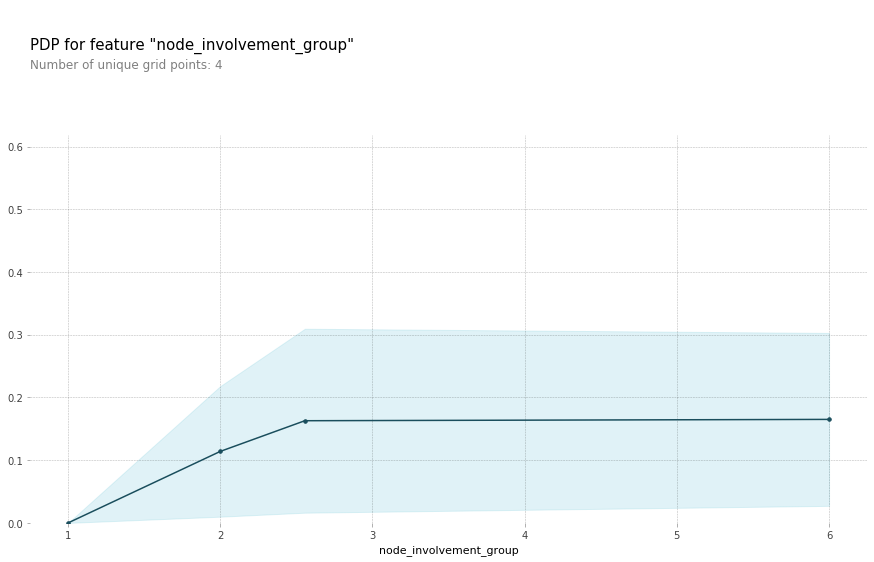 PDP for feature "node_involvement_group"
Number of unique grid points: 4
0.6
0.5
0.4
0.3
0.2
0.1
0.0
1 2 3 4 5 6
node_involvement_group